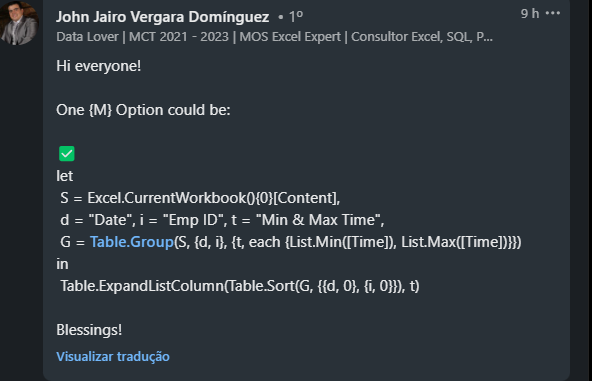 John Jairo Vergara Domínguez • 1º
9 h •••
Data Lover | MCT 2021 - 2023 | MOS Excel Expert | Consultor Excel, SQL, P...
Hi everyone!
One {M} Option could be:
✅
let
S = Excel.CurrentWorkbook(){0}[Content],
d = "Date", i = "Emp ID", t = "Min & Max Time",
G = Table.Group(S, {d, i}, {t, each {List.Min([Time]), List.Max([Time])}})
in
Table.ExpandListColumn(Table.Sort(G, {{d, 0}, {i, 0}}), t)
Blessings!
Visualizar tradução